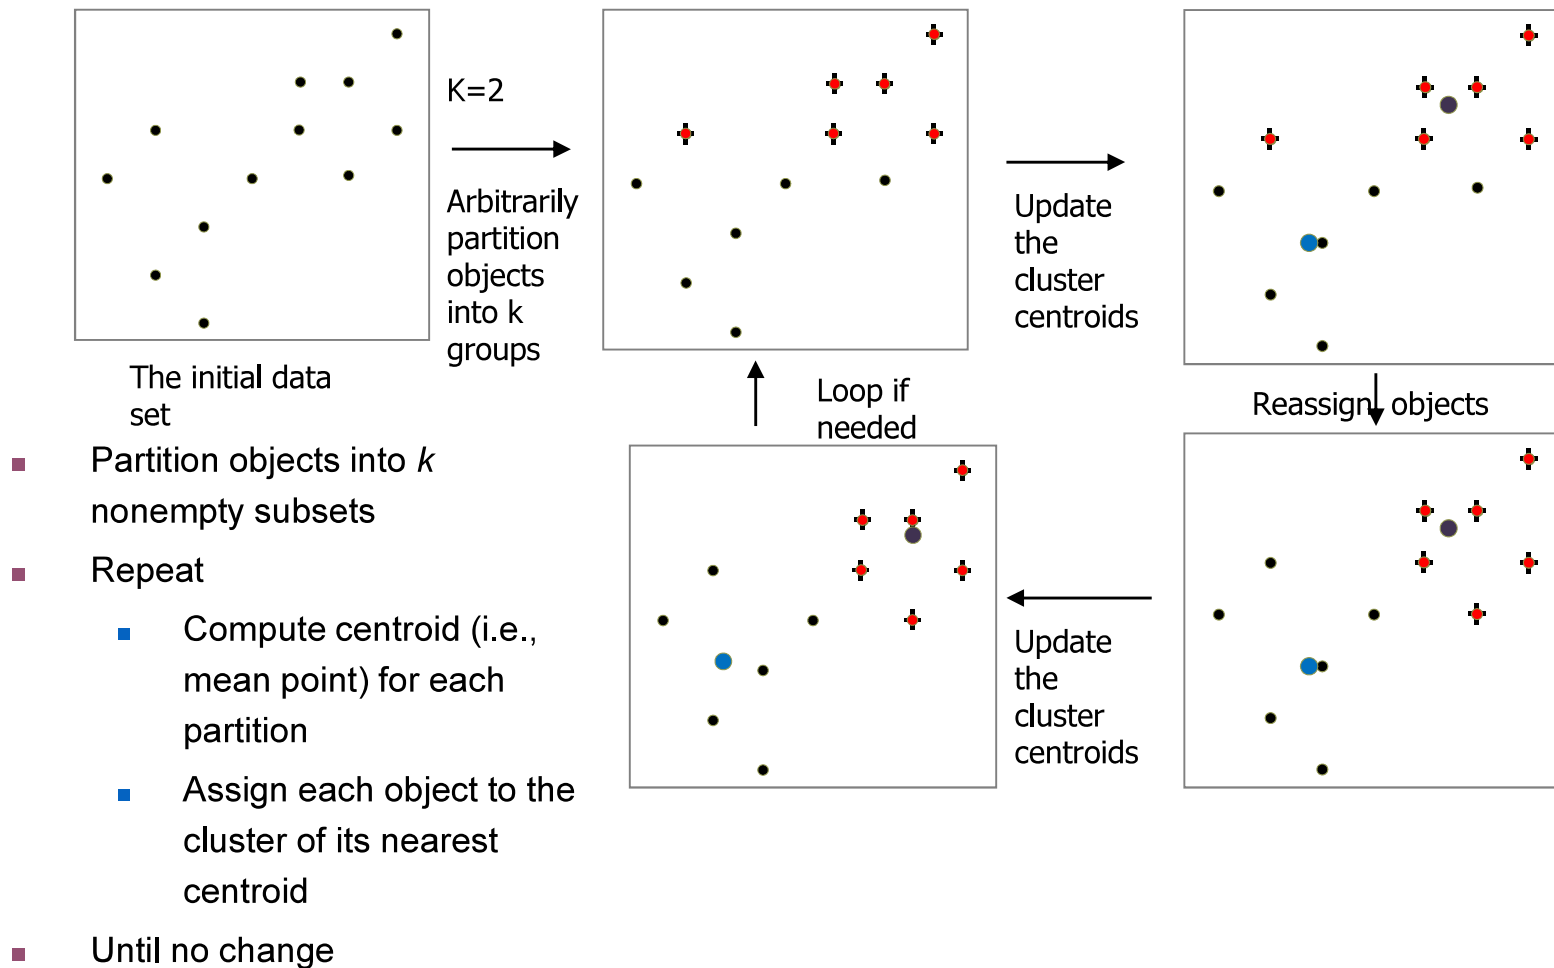 K=2
Arbitrarily
partition
objects
into k
groups
Update
the
cluster
centroids
The initial data
set
Loop if
needed
Reassign objects
Update
the
cluster
centroids
■ Partition objects into k
nonempty subsets
■ Repeat
■ Compute centroid (i.e.,
mean point) for each
partition
■ Assign each object to the
cluster of its nearest
centroid
■ Until no change